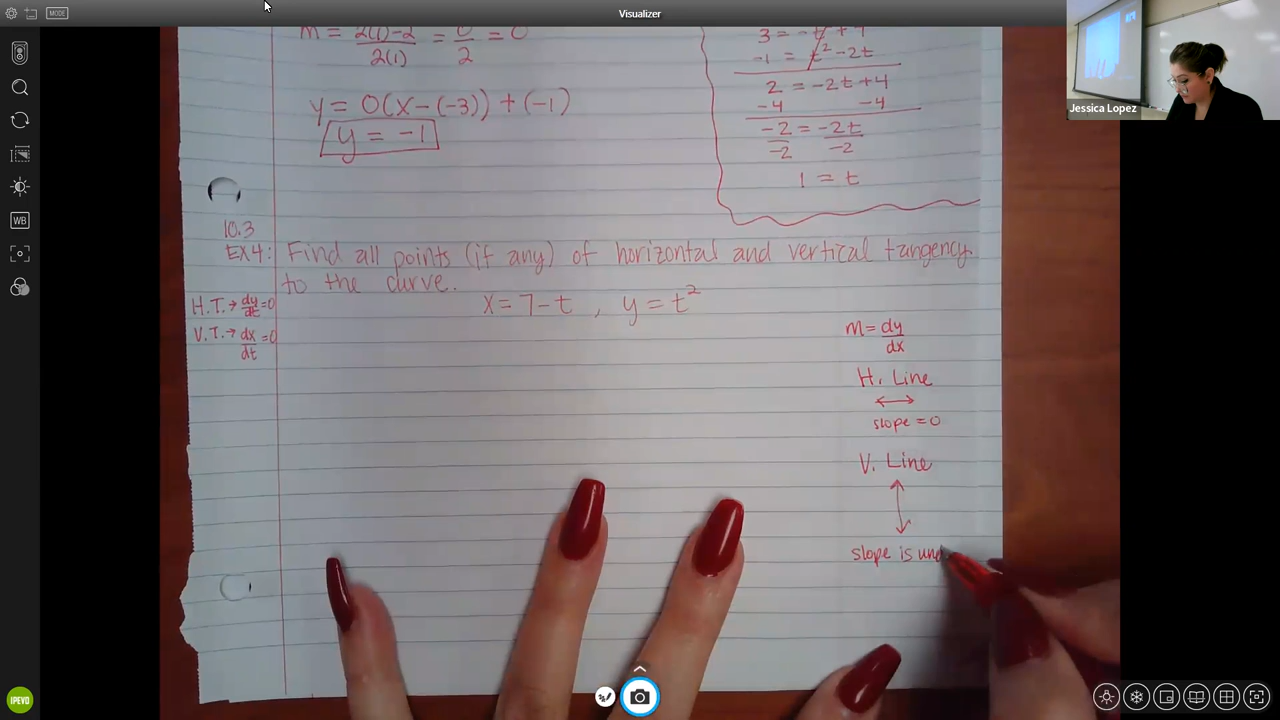 Visualizer
MODE
Jessica Lopez
WB
m = 2(1)-2 / 2(1) = 0/2 = 0
y = 0(x-(-3)) + (-1)
y = -1
-1 = t² -2t
2 = -2t +4
-4 -4
-2 = -2t
-2 -2
1 = t
10.3
EX4: Find all points (if any) of horizontal and vertical tangency
to the curve.
x = 7-t , y = t²
H.T. → dy/dt = 0
V.T. → dx/dt = 0
m = dy/dx
H. Line
slope = 0
V. Line
slope is und
IPEVO